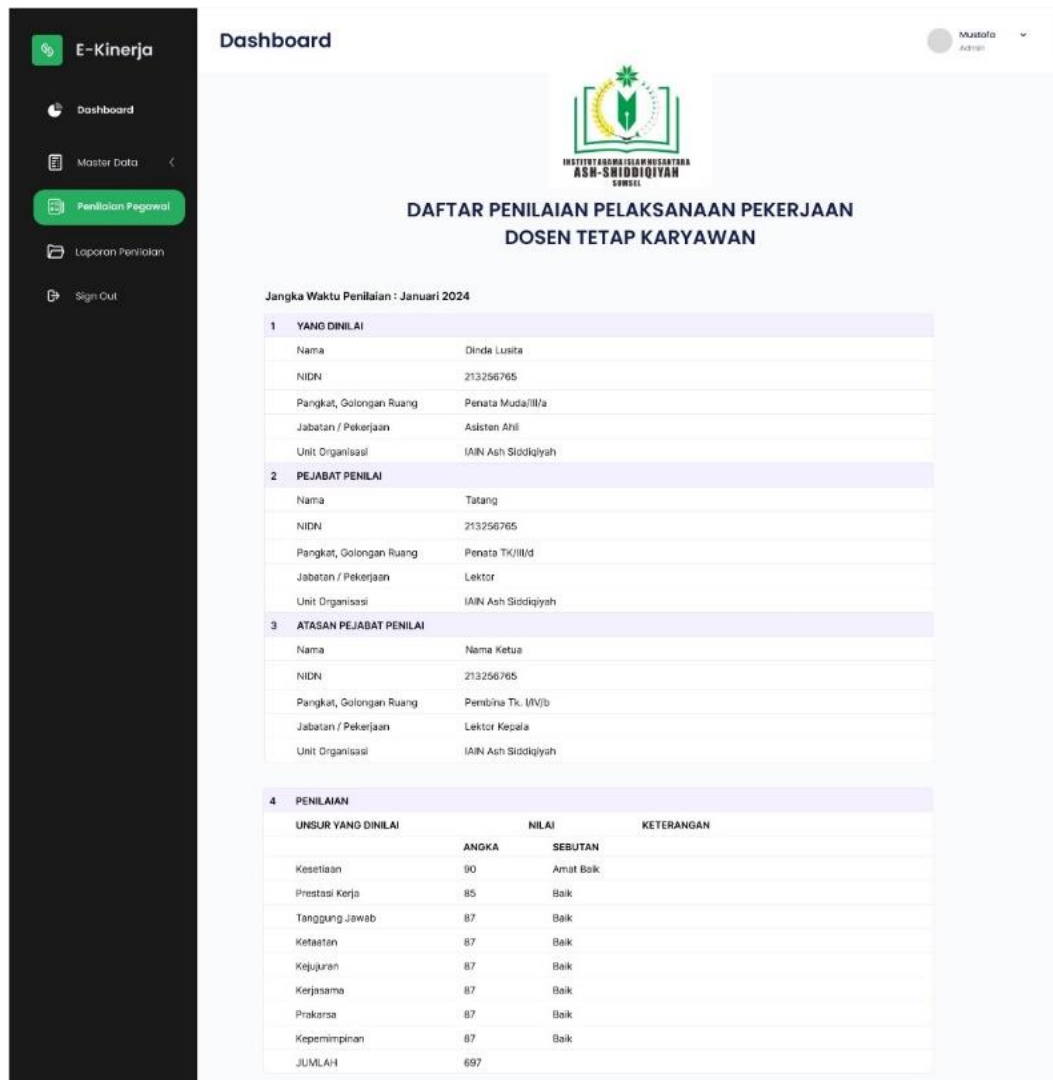 E-Kinerja
Dashboard
Mustofa
Admin
Dashboard
Master Data
Penilaian Pegawai
Laporan Penilaian
Sign Out
INSTITUT AGAMA ISLAM NUSANTARA
ASH-SHIDDIQIYAH
SUMSEL
DAFTAR PENILAIAN PELAKSANAAN PEKERJAAN
DOSEN TETAP KARYAWAN
Jangka Waktu Penilaian : Januari 2024
1 YANG DINILAI
Nama Dinda Lusita
NIDN 213256765
Pangkat, Golongan Ruang Penata Muda/III/a
Jabatan / Pekerjaan Asisten Ahli
Unit Organisasi IAIN Ash Siddiqiyah
2 PEJABAT PENILAI
Nama Tatang
NIDN 213256765
Pangkat, Golongan Ruang Penata TK/III/d
Jabatan / Pekerjaan Lektor
Unit Organisasi IAIN Ash Siddiqiyah
3 ATASAN PEJABAT PENILAI
Nama Nama Ketua
NIDN 213256765
Pangkat, Golongan Ruang Pembina Tk. I/IV/b
Jabatan / Pekerjaan Lektor Kepala
Unit Organisasi IAIN Ash Siddiqiyah
4 PENILAIAN
UNSUR YANG DINILAI NILAI KETERANGAN
ANGKA SEBUTAN
Kesetiaan 90 Amat Baik
Prestasi Kerja 85 Baik
Tanggung Jawab 87 Baik
Ketaatan 87 Baik
Kejujuran 87 Baik
Kerjasama 87 Baik
Prakarsa 87 Baik
Kepemimpinan 87 Baik
JUMLAH 697